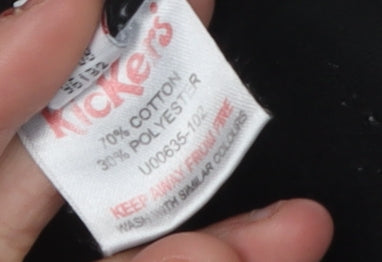 Kickers
70% COTTON
30% POLYESTER
U00635-102
KEEP AWAY FROM FIRE
WASH WITH SIMILAR COLOURS